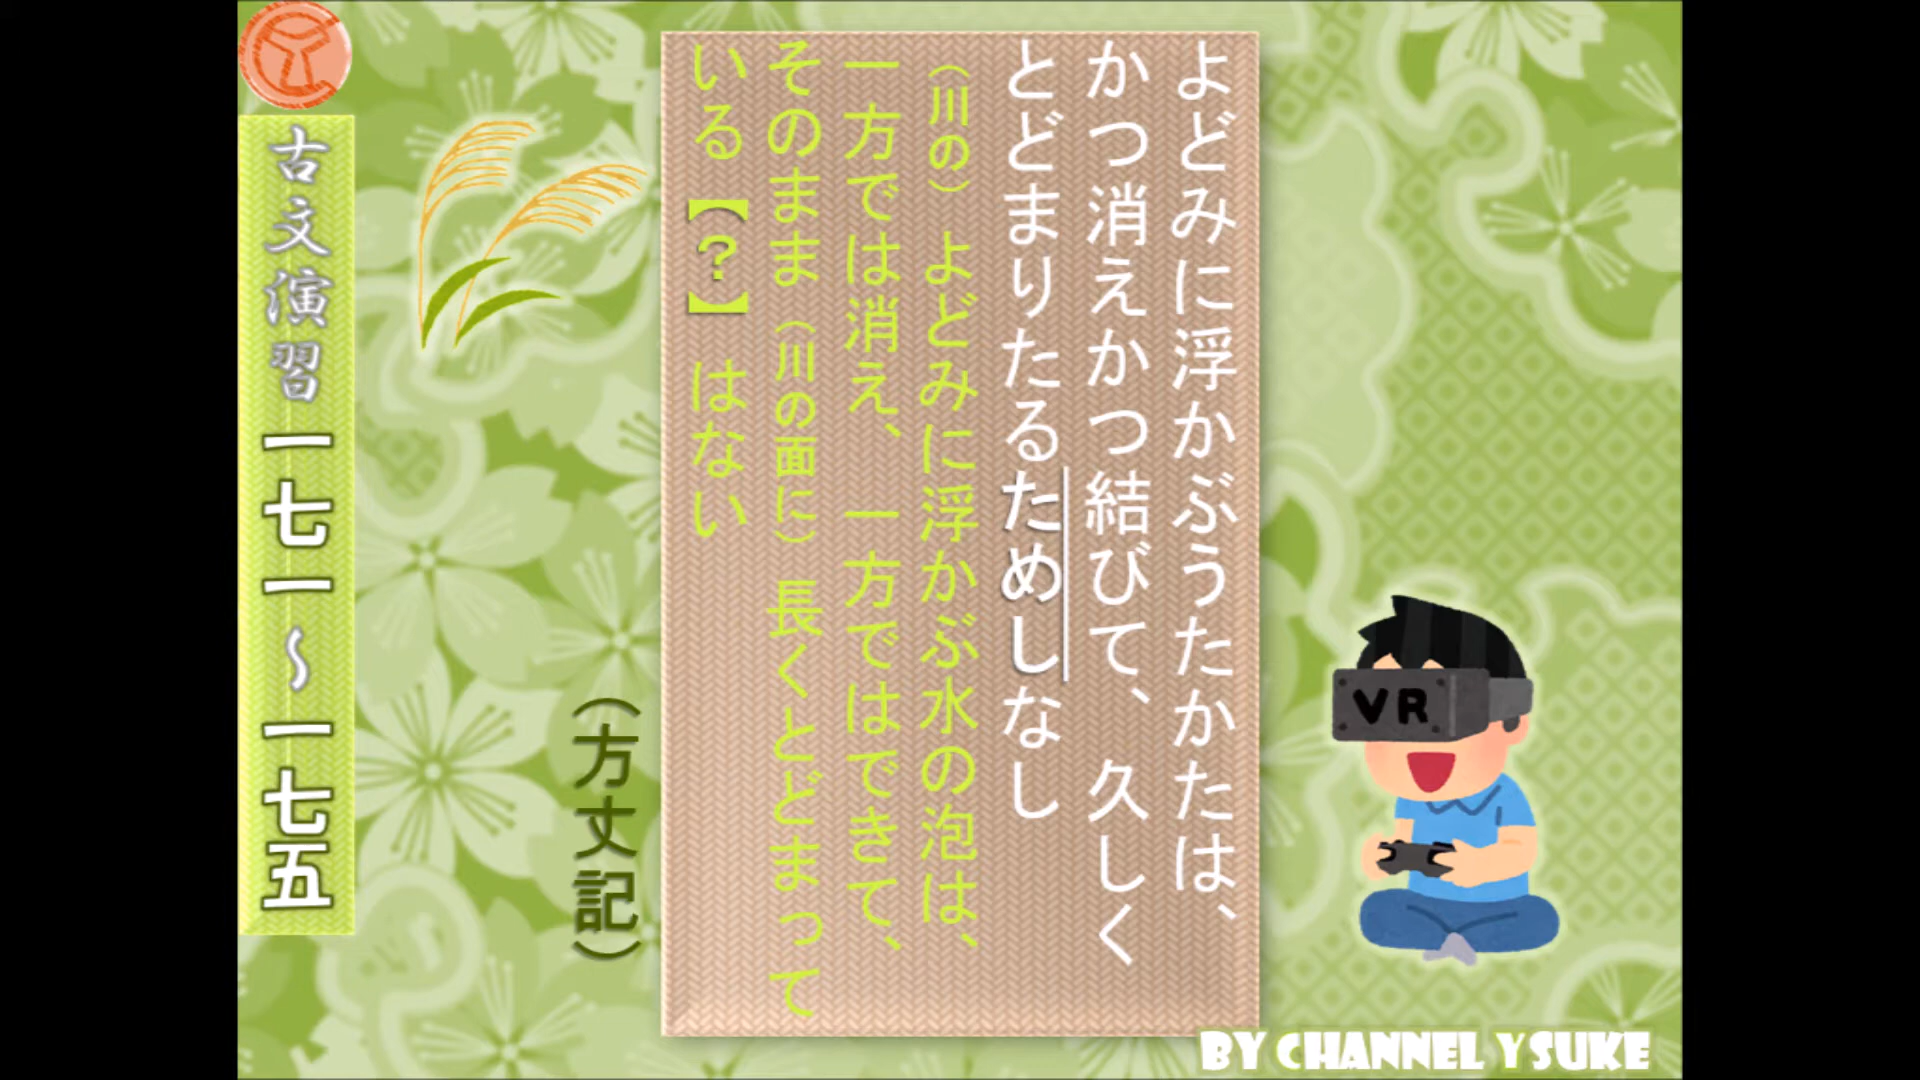 よどみに浮かぶうたかたは、
かつ消えかつ結びて、久しく
とどまりたるためしなし
（川の）よどみに浮かぶ水の泡は、
一方では消え、一方ではできて、
そのまま（川の面に）長くとどまって
いる【？】はない
（方丈記）
古文演習一七一～一七五
VR
BY CHANNEL YSUKE